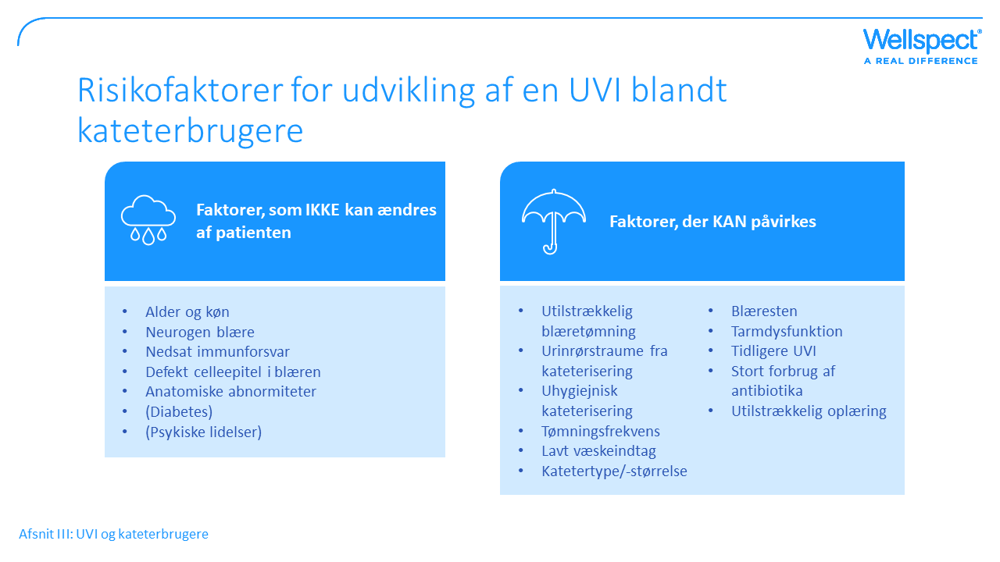 Wellspect®
A REAL DIFFERENCE
Risikofaktorer for udvikling af en UVI blandt
kateterbrugere
Faktorer, som IKKE kan ændres
af patienten
• Alder og køn
• Neurogen blære
• Nedsat immunforsvar
• Defekt celleepitel i blæren
• Anatomiske abnormiteter
• (Diabetes)
• (Psykiske lidelser)
Faktorer, der KAN påvirkes
• Utilstrækkelig
blæretømning
• Urinrørstraume fra
kateterisering
• Uhygiejnisk
kateterisering
• Tømningsfrekvens
• Lavt væskeindtag
• Katetertype/-størrelse
• Blæresten
• Tarmdysfunktion
• Tidligere UVI
• Stort forbrug af
antibiotika
• Utilstrækkelig oplæring
Afsnit III: UVI og kateterbrugere